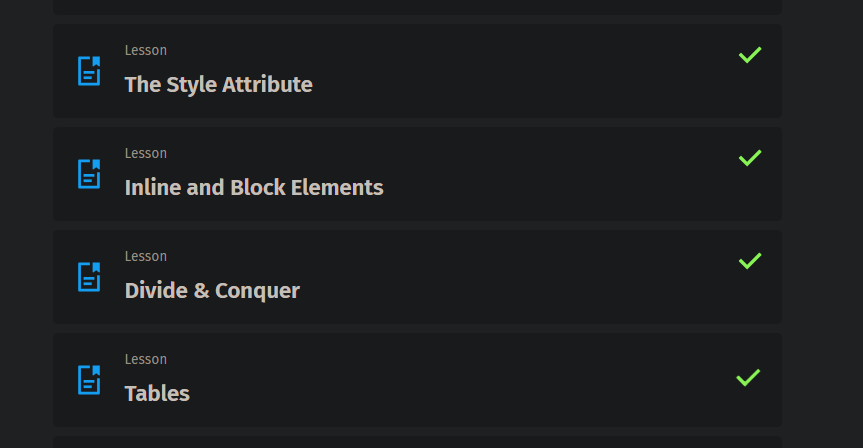 Lesson
The Style Attribute
Lesson
Inline and Block Elements
Lesson
Divide & Conquer
Lesson
Tables